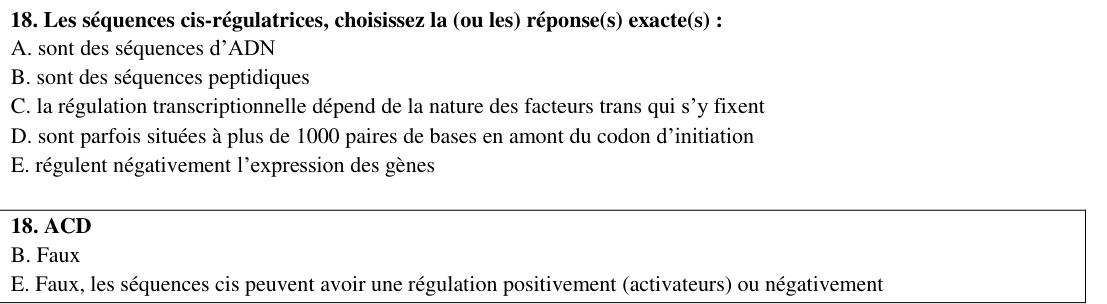 18. Les séquences cis-régulatrices, choisissez la (ou les) réponse(s) exacte(s) :
A. sont des séquences d’ADN
B. sont des séquences peptidiques
C. la régulation transcriptionnelle dépend de la nature des facteurs trans qui s’y fixent
D. sont parfois situées à plus de 1000 paires de bases en amont du codon d’initiation
E. régulent négativement l’expression des gènes
18. ACD
B. Faux
E. Faux, les séquences cis peuvent avoir une régulation positivement (activateurs) ou négativement